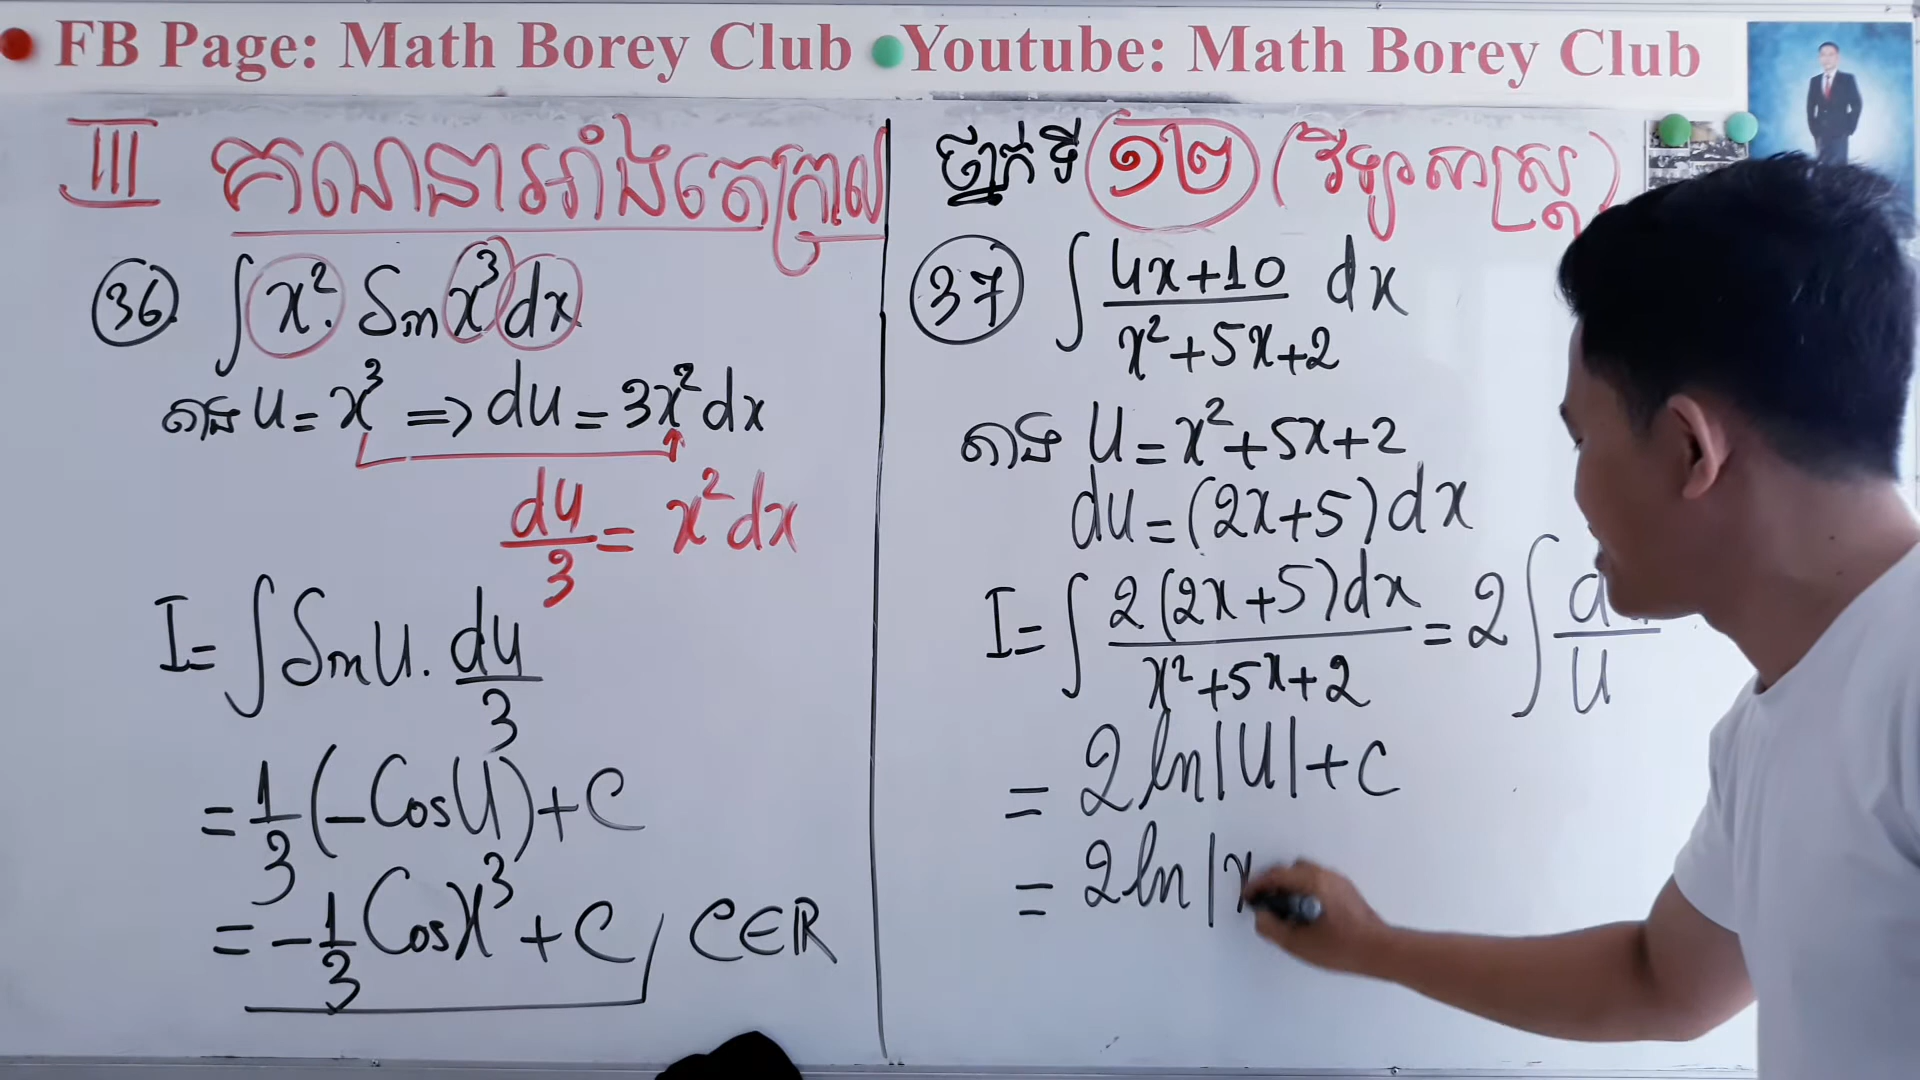 FB Page: Math Borey Club Youtube: Math Borey Club
III គណនាអាំងតេក្រាល
ថ្នាក់ទី ១២ (វិទ្យាសាស្ត្រ)
36. ∫ x². Sin x³ dx
តាង u = x³ => du = 3x² dx
du/3 = x² dx
I = ∫ Sin u . du/3
= 1/3 (-Cos u) + C
= -1/3 Cos x³ + C, C∈R
37 ∫ (4x+10)/(x²+5x+2) dx
តាង u = x²+5x+2
du = (2x+5)dx
I = ∫ 2(2x+5)dx/(x²+5x+2) = 2∫ d/u
= 2 ln|u| + C
= 2 ln|x